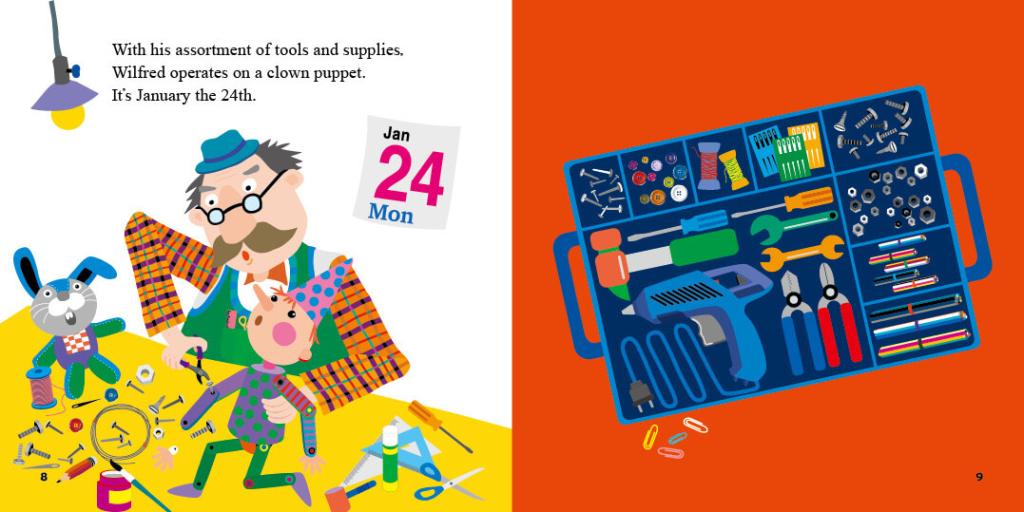 With his assortment of tools and supplies,
Wilfred operates on a clown puppet.
It's January the 24th.
Jan
24
Mon
8
9